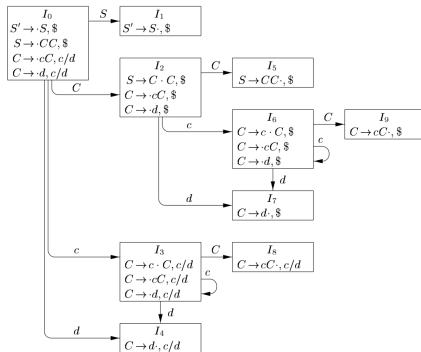 I0
S′ → ·S, $
S → ·CC, $
C → ·cC, c/d
C → ·d, c/d
S
I1
S′ → S·, $
C
I2
S → C · C, $
C → ·cC, $
C → ·d, $
C
I5
S → CC·, $
c
I6
C → c · C, $
C → ·cC, $
C → ·d, $
C
I9
C → cC·, $
c
d
d
I7
C → d·, $
c
I3
C → c · C, c/d
C → ·cC, c/d
C → ·d, c/d
C
I8
C → cC·, c/d
c
d
d
I4
C → d·, c/d